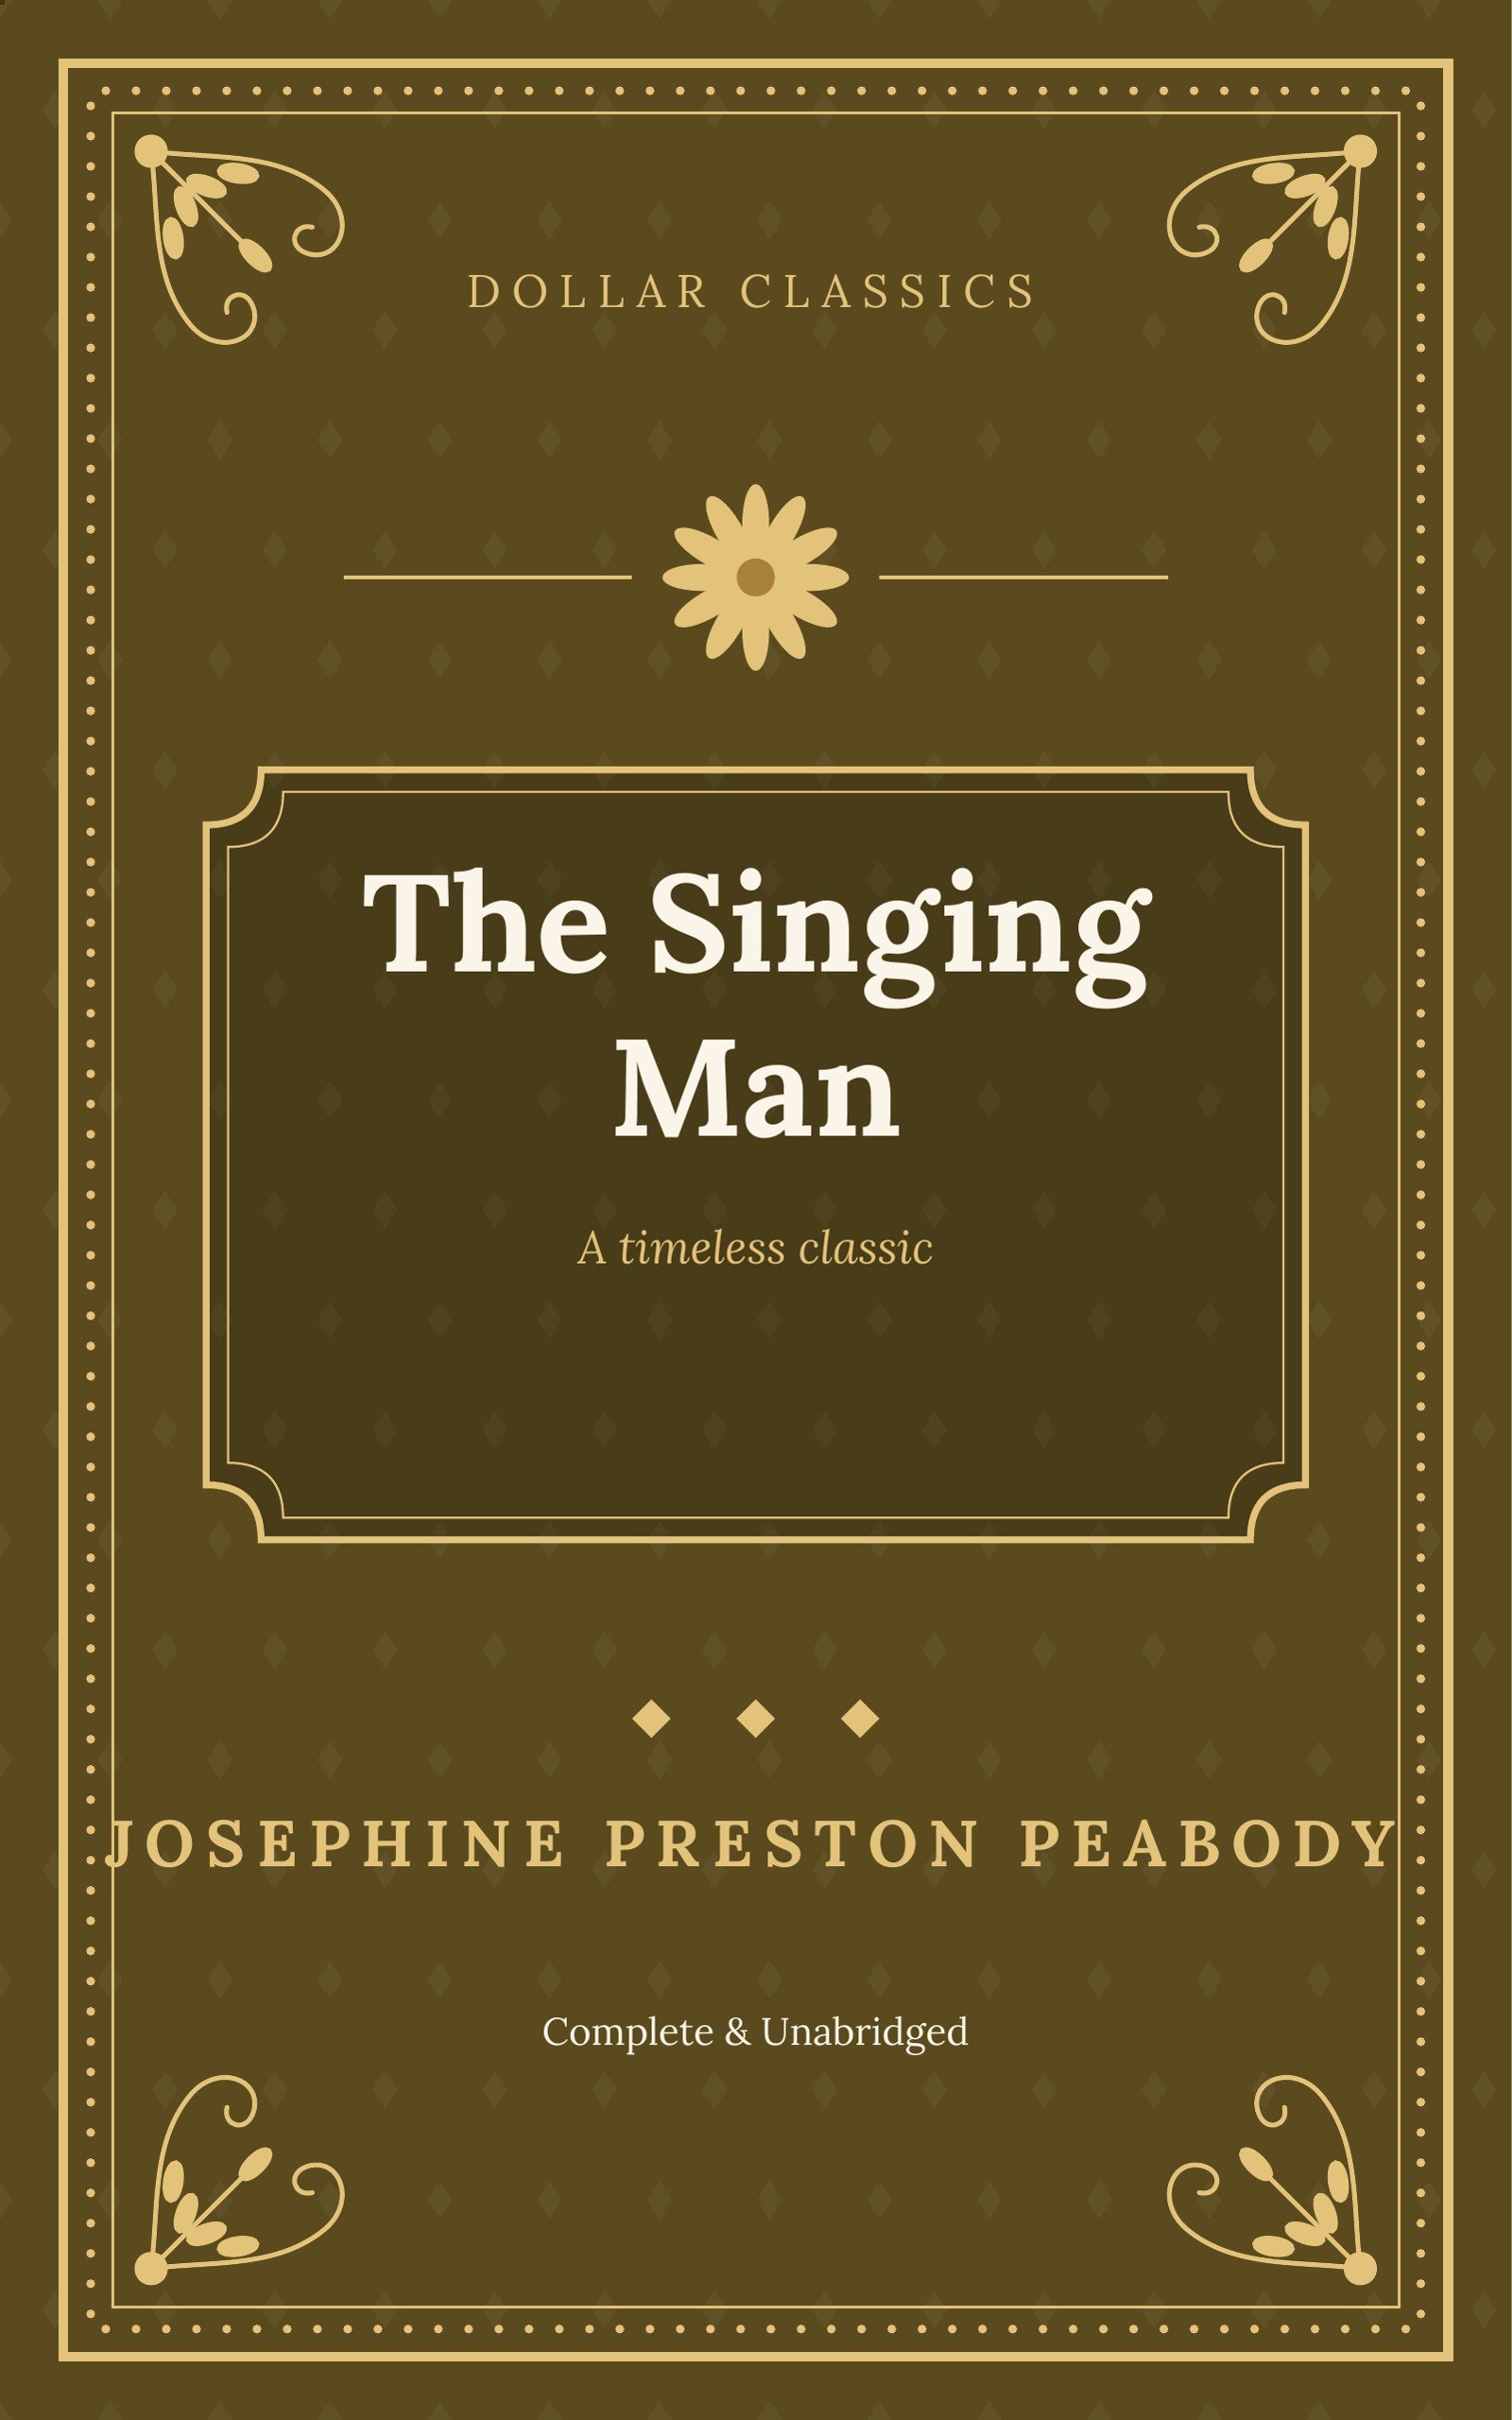 DOLLAR CLASSICS
The Singing
Man
A timeless classic
JOSEPHINE PRESTON PEABODY
Complete & Unabridged